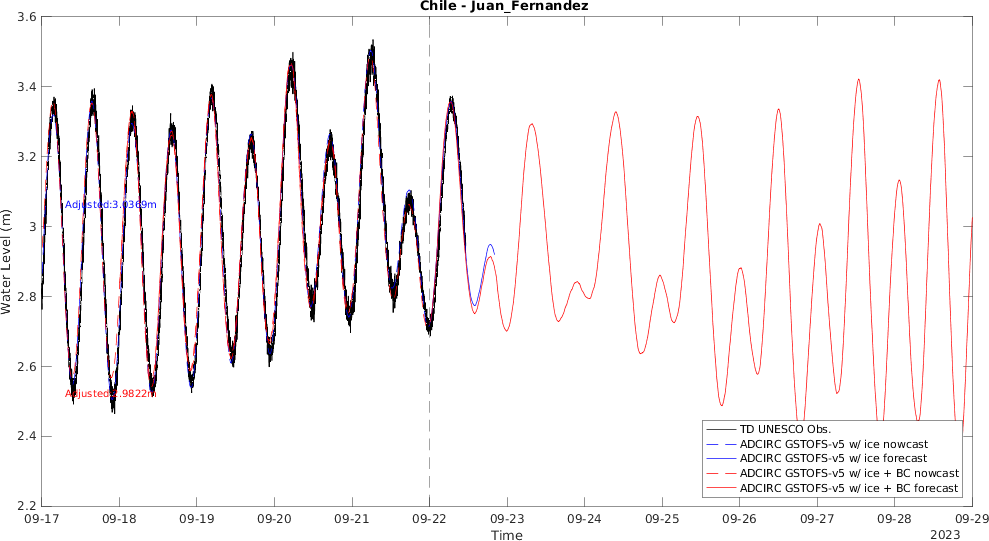 Chile - Juan_Fernandez
3.6
3.4
3.2
3
2.8
2.6
2.4
2.2
Water Level (m)
Adjusted:3.0369m
Adjusted:2.9822m
TD UNESCO Obs.
ADCIRC GSTOFS-v5 w/ ice nowcast
ADCIRC GSTOFS-v5 w/ ice forecast
ADCIRC GSTOFS-v5 w/ ice + BC nowcast
ADCIRC GSTOFS-v5 w/ ice + BC forecast
09-17 09-18 09-19 09-20 09-21 09-22 09-23 09-24 09-25 09-26 09-27 09-28 09-29
Time
2023